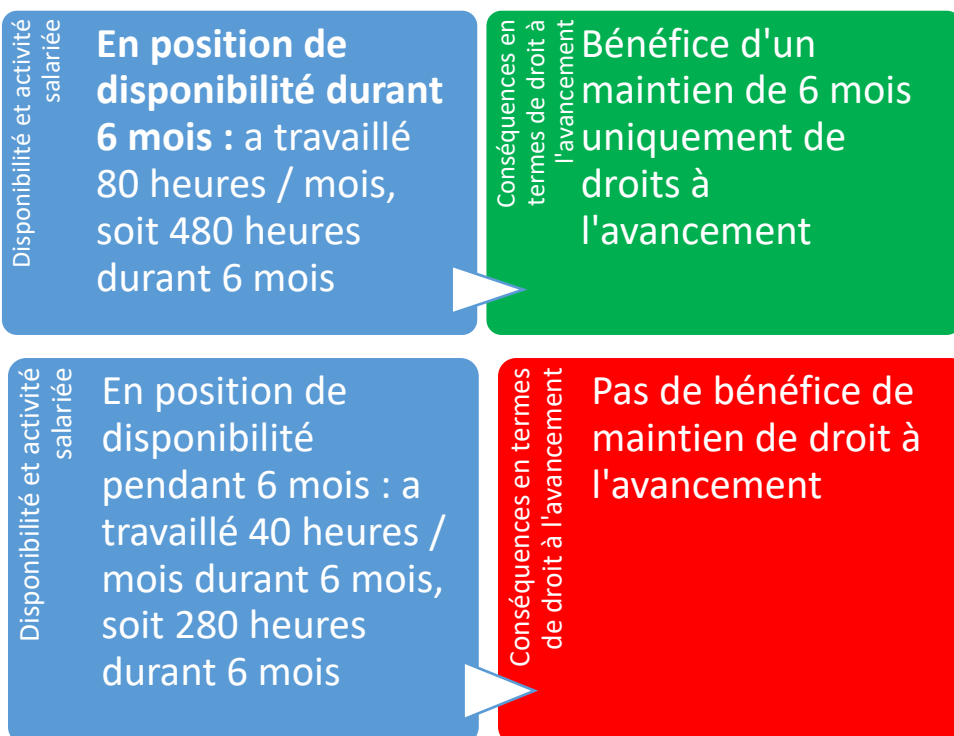 Disponibilité et activité
salariée
En position de
disponibilité durant
6 mois : a travaillé
80 heures / mois,
soit 480 heures
durant 6 mois
Conséquences en
termes de droit à
l'avancement
Bénéfice d'un
maintien de 6 mois
uniquement de
droits à
l'avancement
Disponibilité et activité
salariée
En position de
disponibilité
pendant 6 mois : a
travaillé 40 heures /
mois durant 6 mois,
soit 280 heures
durant 6 mois
Conséquences en termes
de droit à l'avancement
Pas de bénéfice de
maintien de droit à
l'avancement